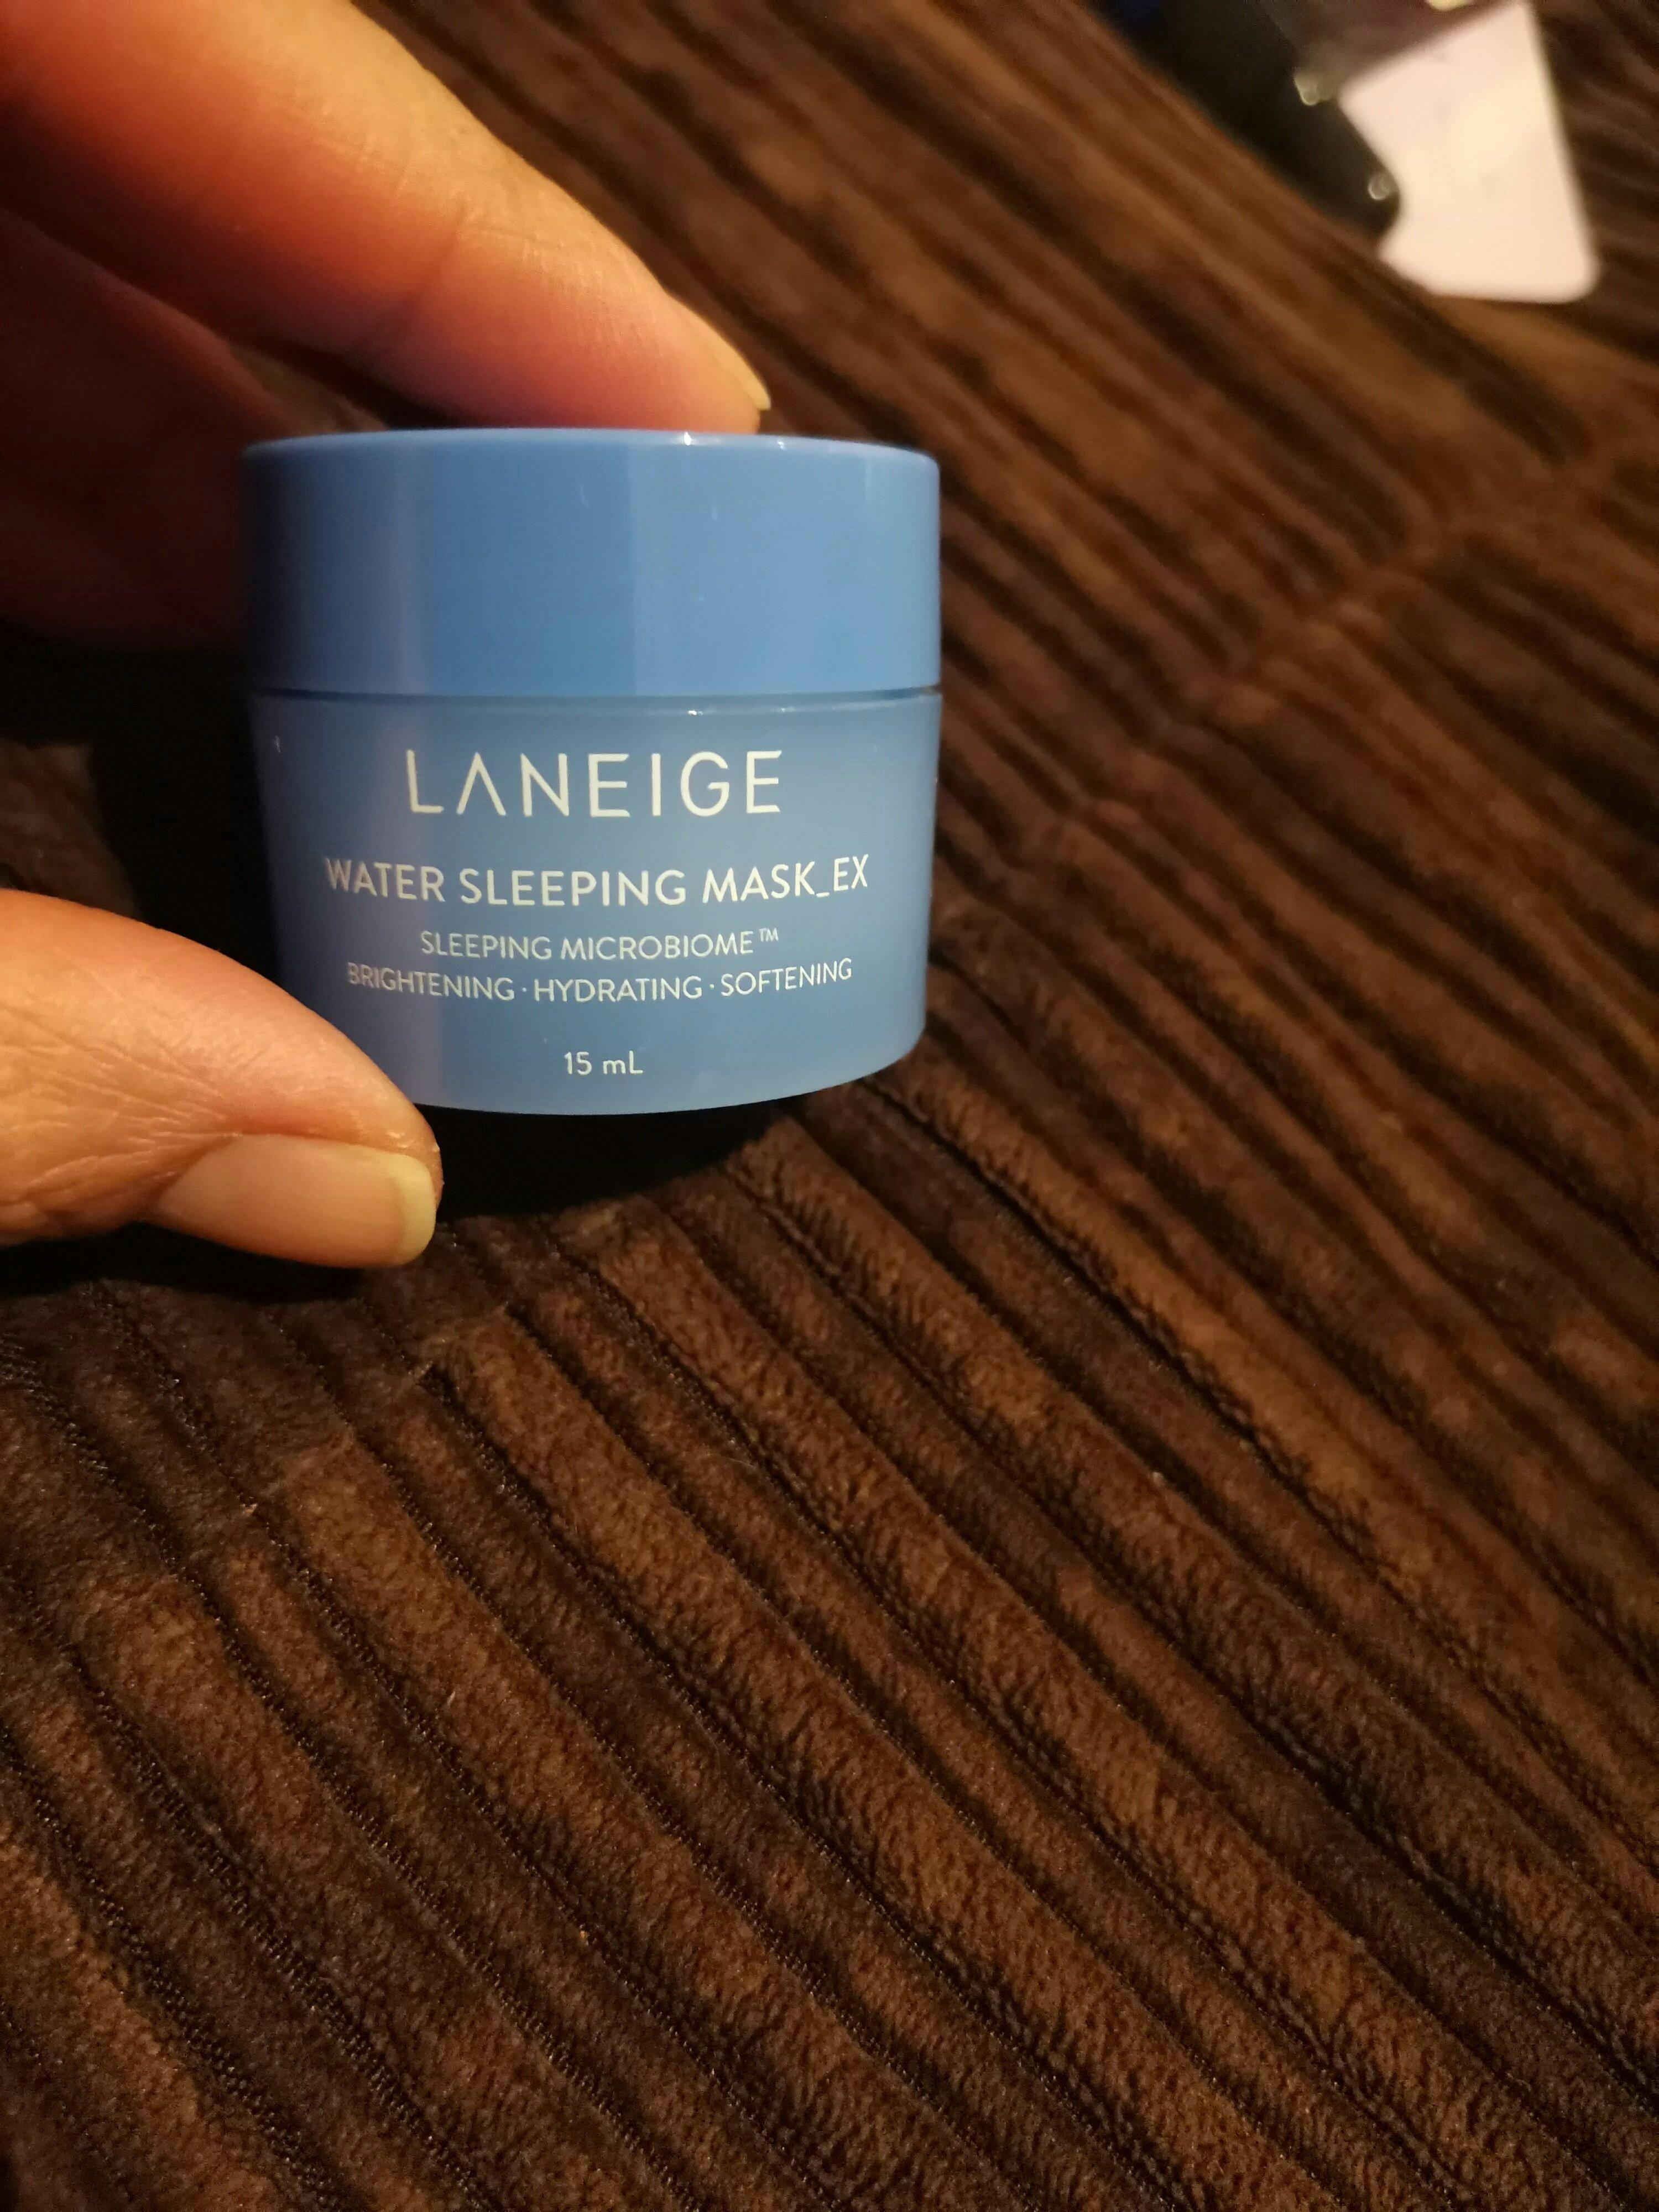 LANEIGE
WATER SLEEPING MASK_EX
SLEEPING MICROBIOME™
BRIGHTENING · HYDRATING · SOFTENING
15 mL